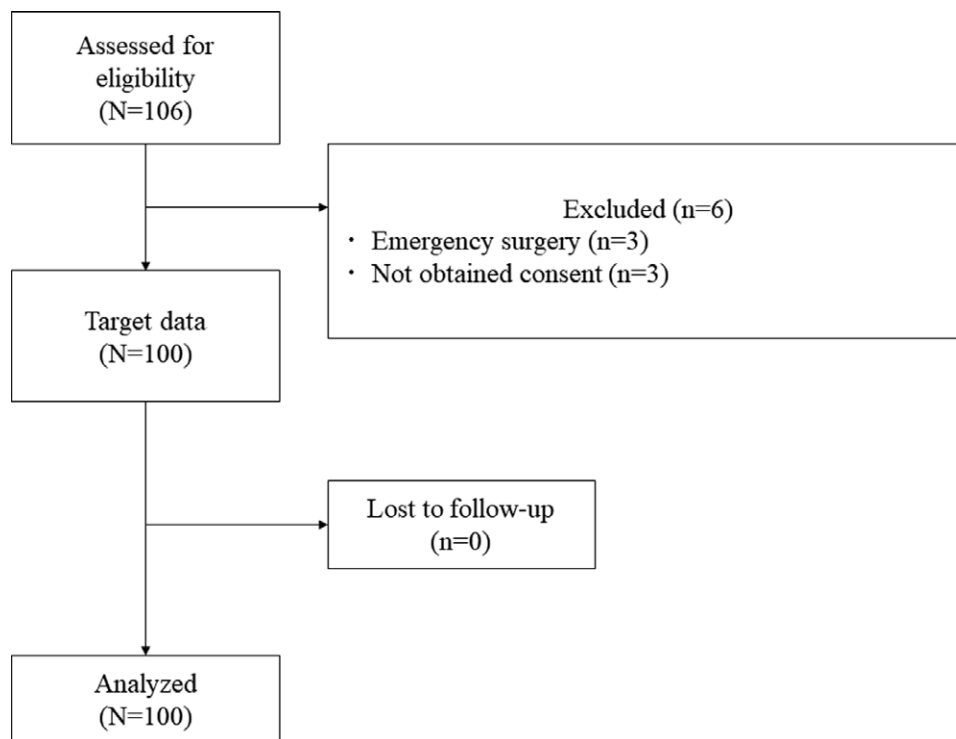 Assessed for
eligibility
(N=106)
Excluded (n=6)
・ Emergency surgery (n=3)
・ Not obtained consent (n=3)
Target data
(N=100)
Lost to follow-up
(n=0)
Analyzed
(N=100)